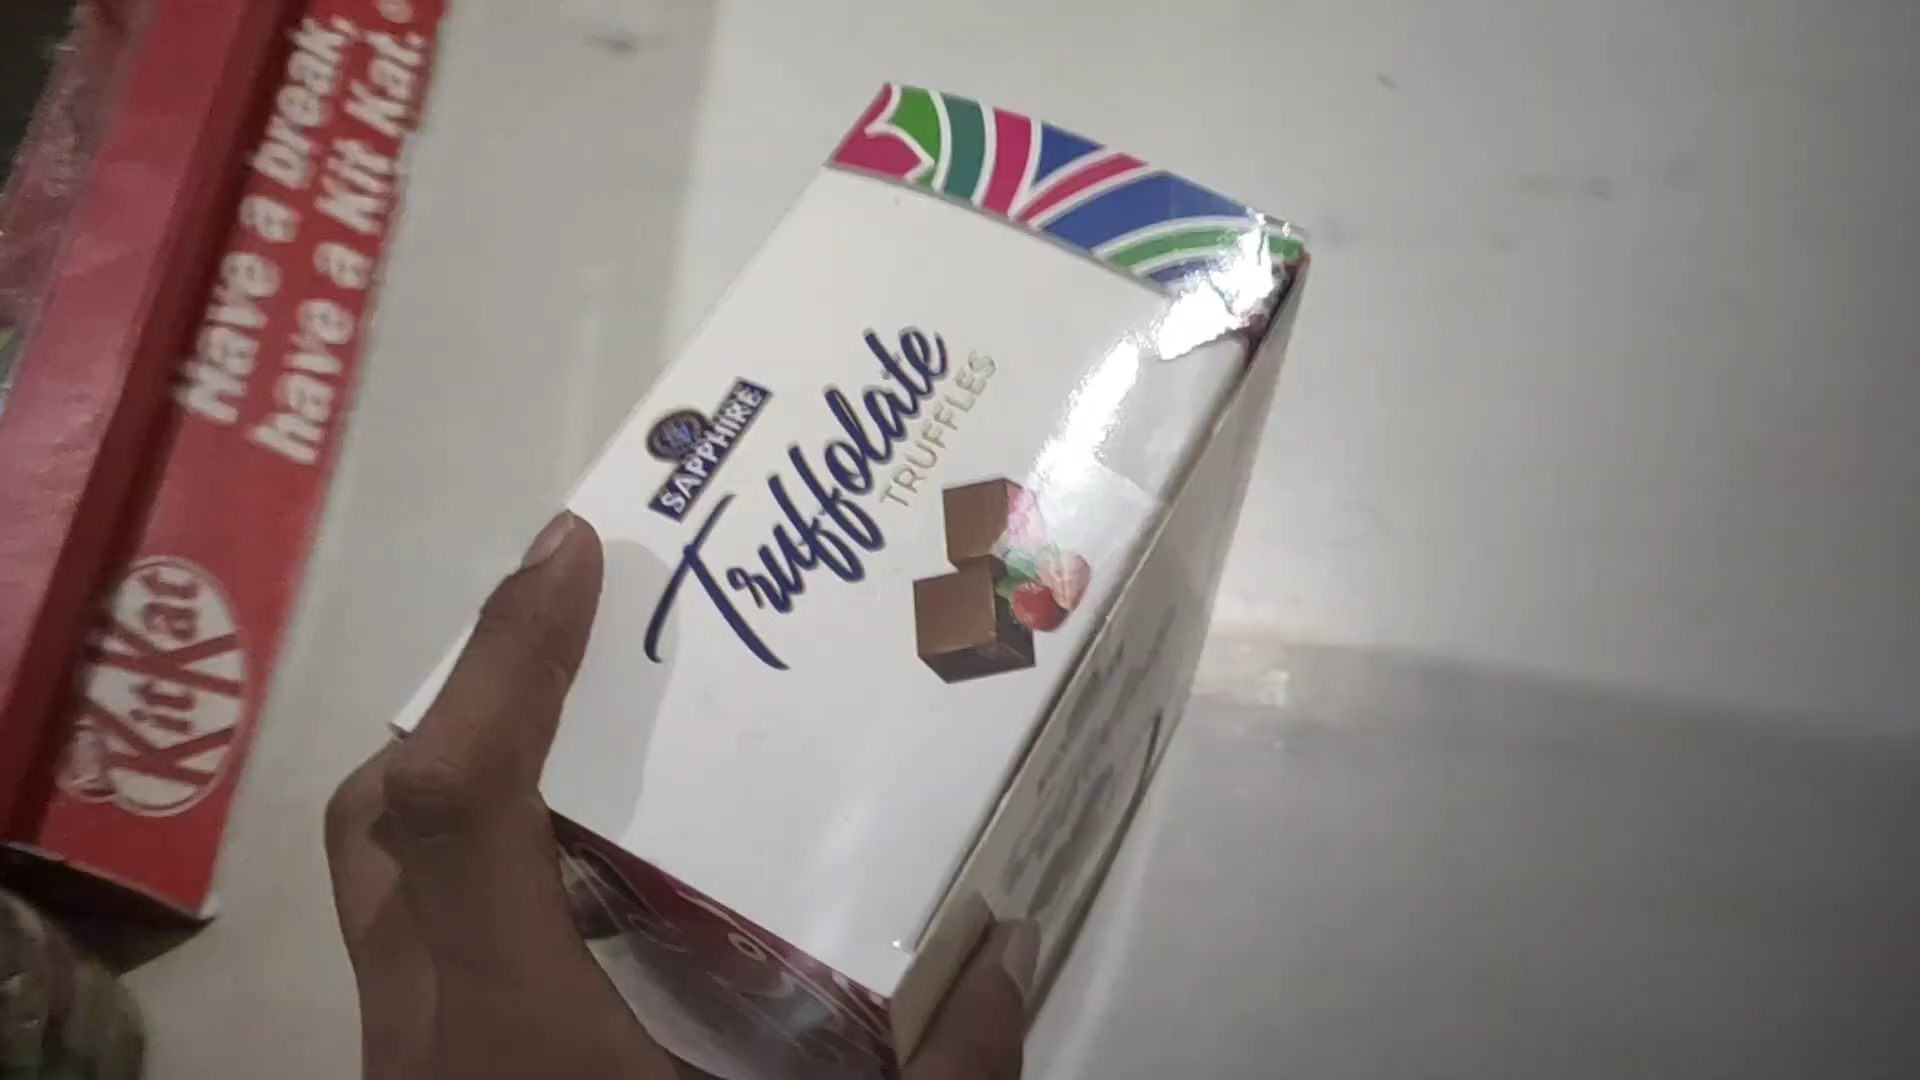 Have a break,
have a Kit Kat.
KitKat
SAPPHIRE
Truffolate
TRUFFLES